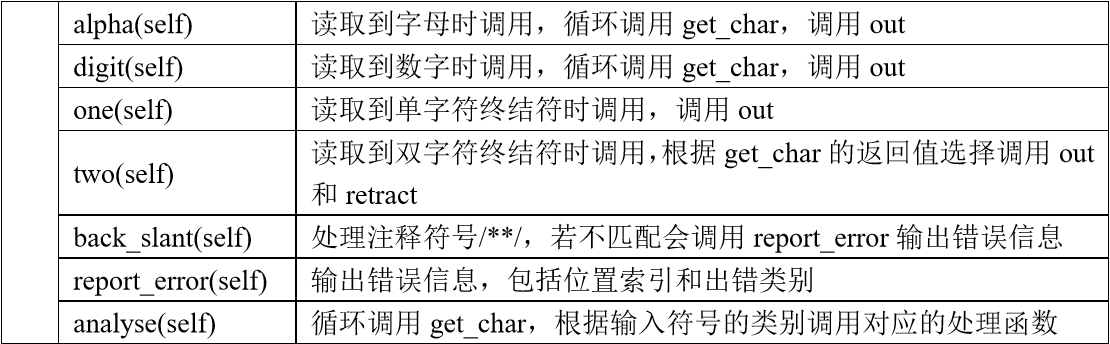 alpha(self) 读取到字母时调用，循环调用 get_char，调用 out
digit(self) 读取到数字时调用，循环调用 get_char，调用 out
one(self) 读取到单字符终结符时调用，调用 out
two(self) 读取到双字符终结符时调用，根据 get_char 的返回值选择调用 out
和 retract
back_slant(self) 处理注释符号/**/，若不匹配会调用 report_error 输出错误信息
report_error(self) 输出错误信息，包括位置索引和出错类别
analyse(self) 循环调用 get_char，根据输入符号的类别调用对应的处理函数